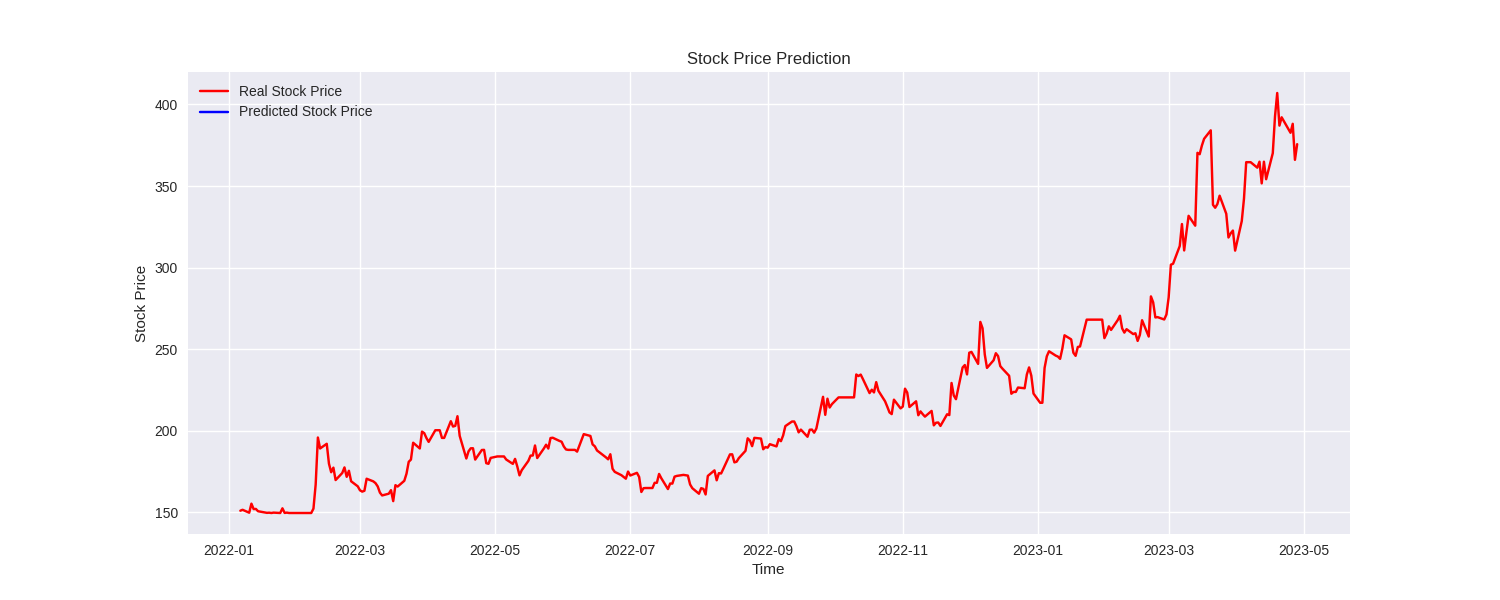 Stock Price Prediction
Real Stock Price
Predicted Stock Price
400
350
300
250
200
150
Stock Price
2022-01 2022-03 2022-05 2022-07 2022-09 2022-11 2023-01 2023-03 2023-05
Time